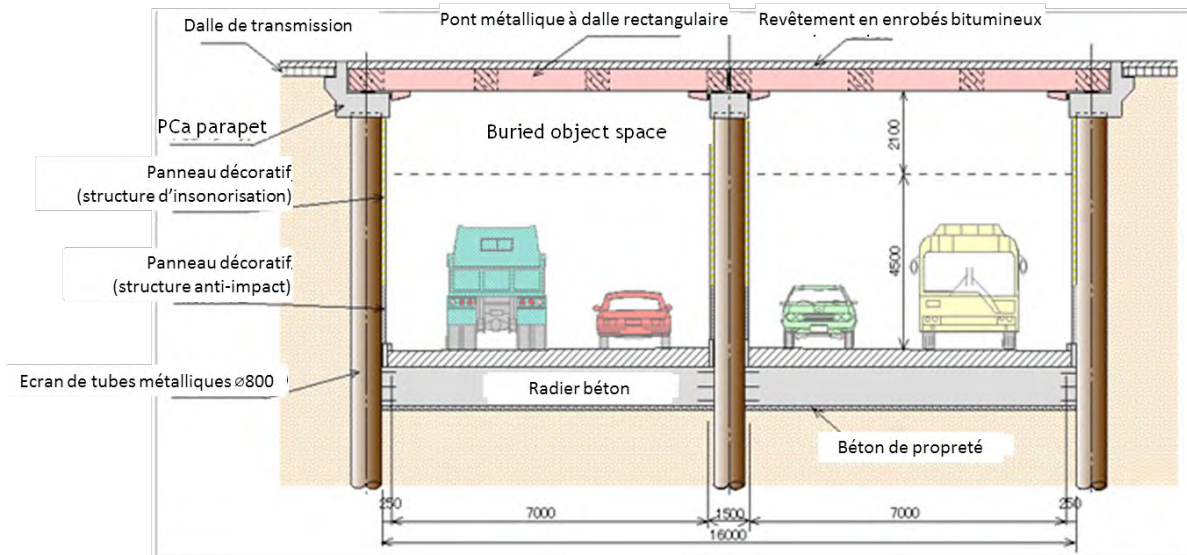 Dalle de transmission
Pont métallique à dalle rectangulaire
Revêtement en enrobés bitumineux
PCa parapet
Buried object space
2100
Panneau décoratif
(structure d'insonorisation)
4500
Panneau décoratif
(structure anti-impact)
Ecran de tubes métalliques ⌀800
Radier béton
Béton de propreté
250
7000
1500
7000
250
16000